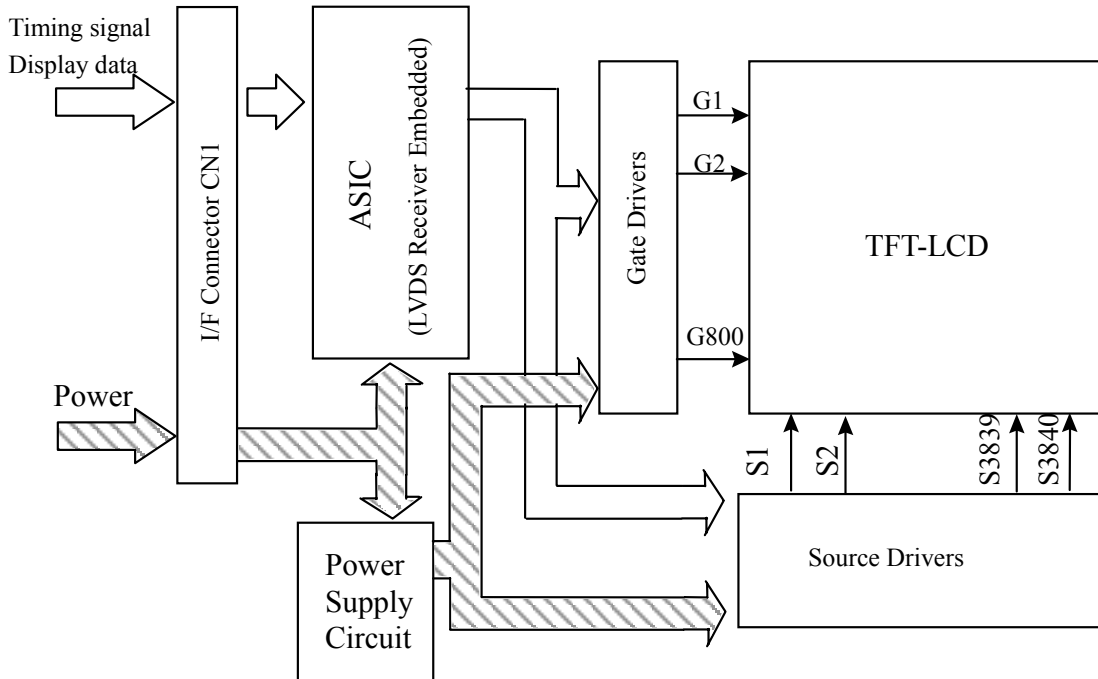 Timing signal
Display data
Power
I/F Connector CN1
ASIC
(LVDS Receiver Embedded)
Power
Supply
Circuit
Gate Drivers
G1
G2
G800
TFT-LCD
S1
S2
S3839
S3840
Source Drivers